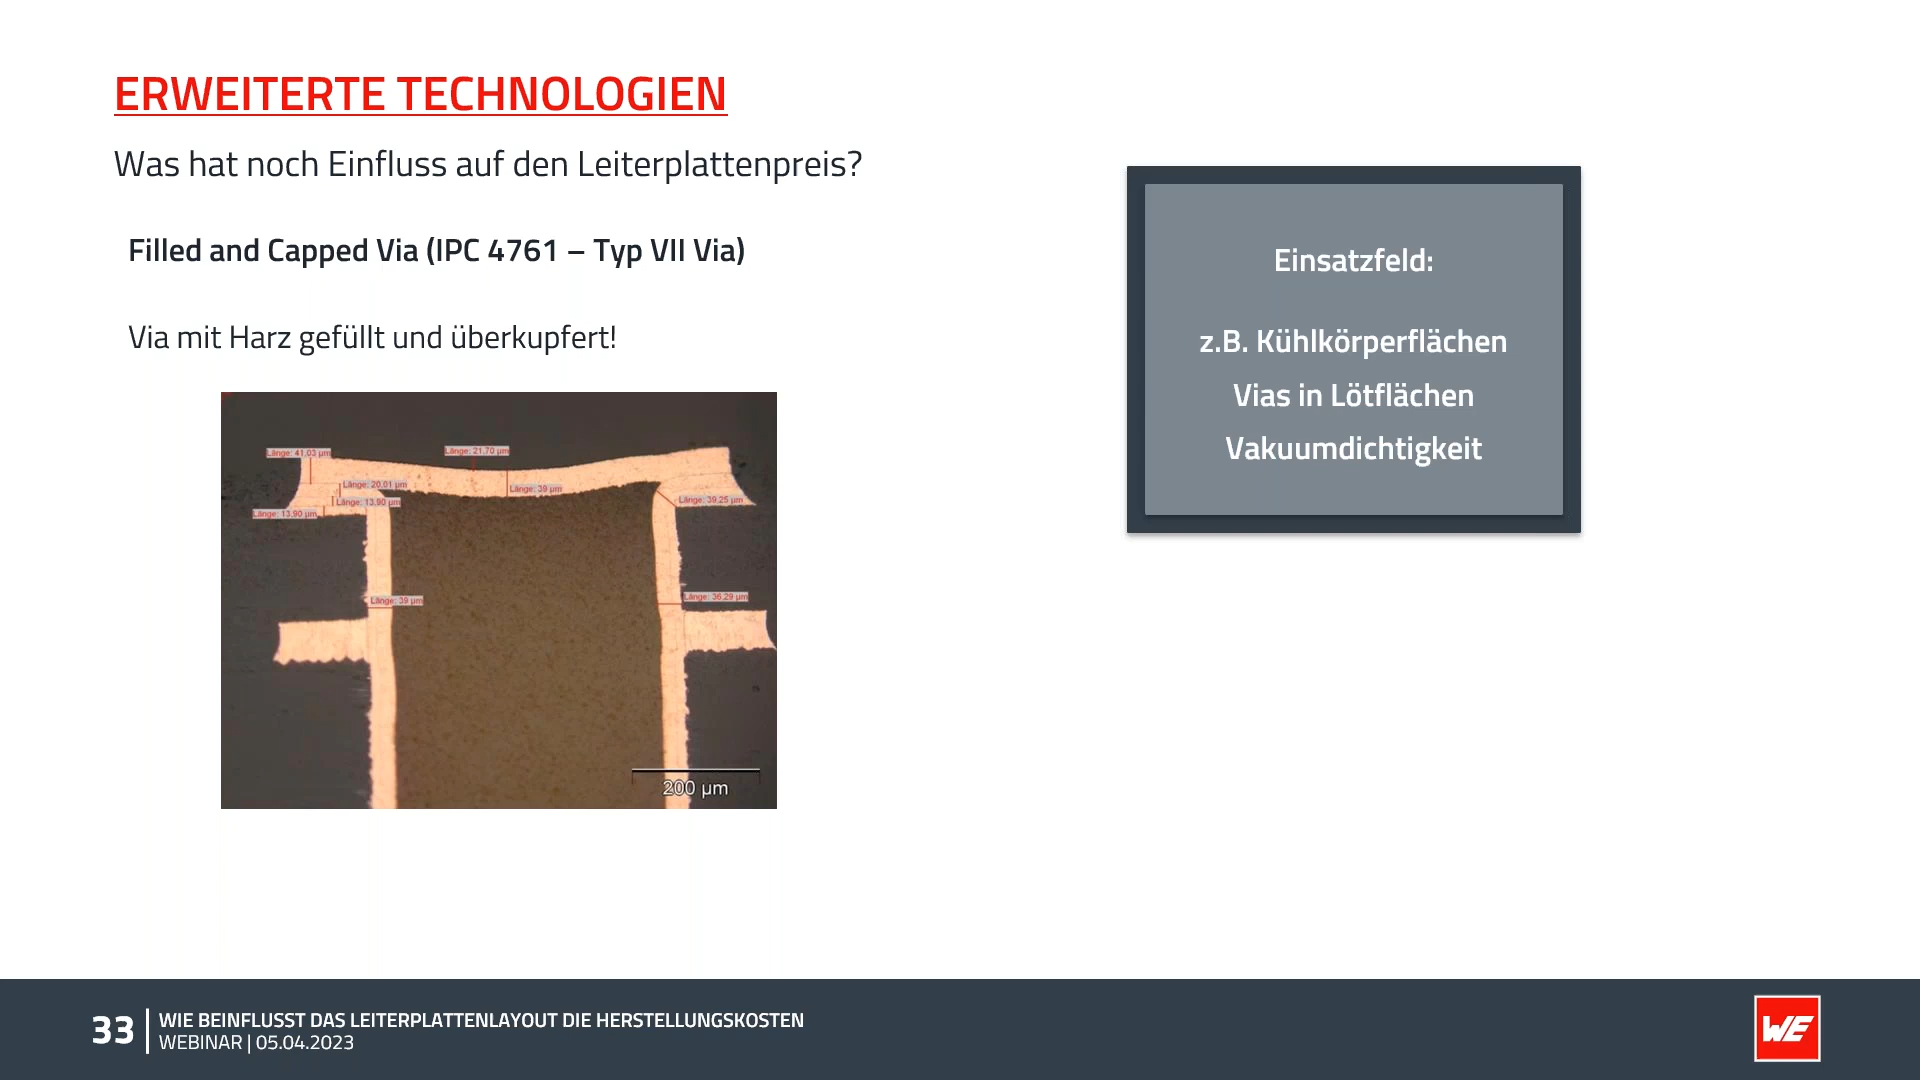 ERWEITERTE TECHNOLOGIEN
Was hat noch Einfluss auf den Leiterplattenpreis?
Filled and Capped Via (IPC 4761 – Typ VII Via)
Via mit Harz gefüllt und überkupfert!
Länge: 41,03 µm
Länge: 21,70 µm
Länge: 20,01 µm
Länge: 39 µm
Länge: 13,90 µm
Länge: 39,25 µm
Länge: 13,90 µm
Länge: 39 µm
Länge: 36,29 µm
200 µm
Einsatzfeld:
z.B. Kühlkörperflächen
Vias in Lötflächen
Vakuumdichtigkeit
33
WIE BEINFLUSST DAS LEITERPLATTENLAYOUT DIE HERSTELLUNGSKOSTEN
WEBINAR | 05.04.2023
WE